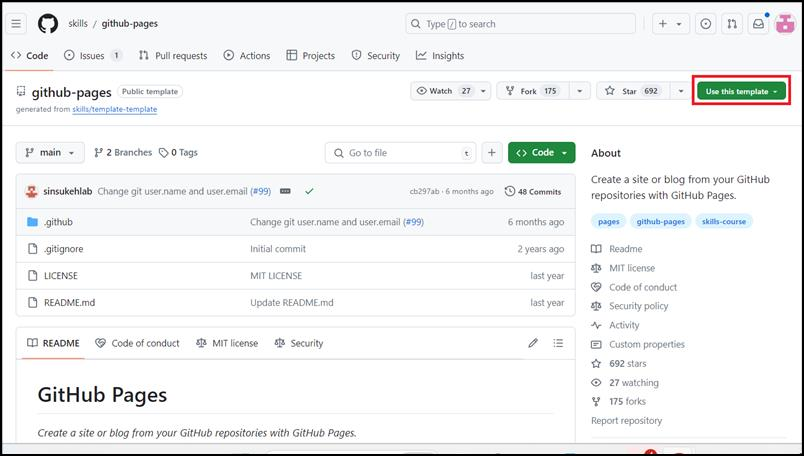 skills / github-pages
Type / to search
Code Issues 1 Pull requests Actions Projects Security Insights
github-pages Public template
generated from skills/template-template
Watch 27 Fork 175 Star 692 Use this template
main 2 Branches 0 Tags Go to file t Code
sinsukehlab Change git user.name and user.email (#99) cb297ab · 6 months ago 48 Commits
.github Change git user.name and user.email (#99) 6 months ago
.gitignore Initial commit 2 years ago
LICENSE MIT LICENSE last year
README.md Update README.md last year
README Code of conduct MIT license Security
GitHub Pages
Create a site or blog from your GitHub repositories with GitHub Pages.
About
Create a site or blog from your GitHub
repositories with GitHub Pages.
pages github-pages skills-course
Readme
MIT license
Code of conduct
Security policy
Activity
Custom properties
692 stars
27 watching
175 forks
Report repository